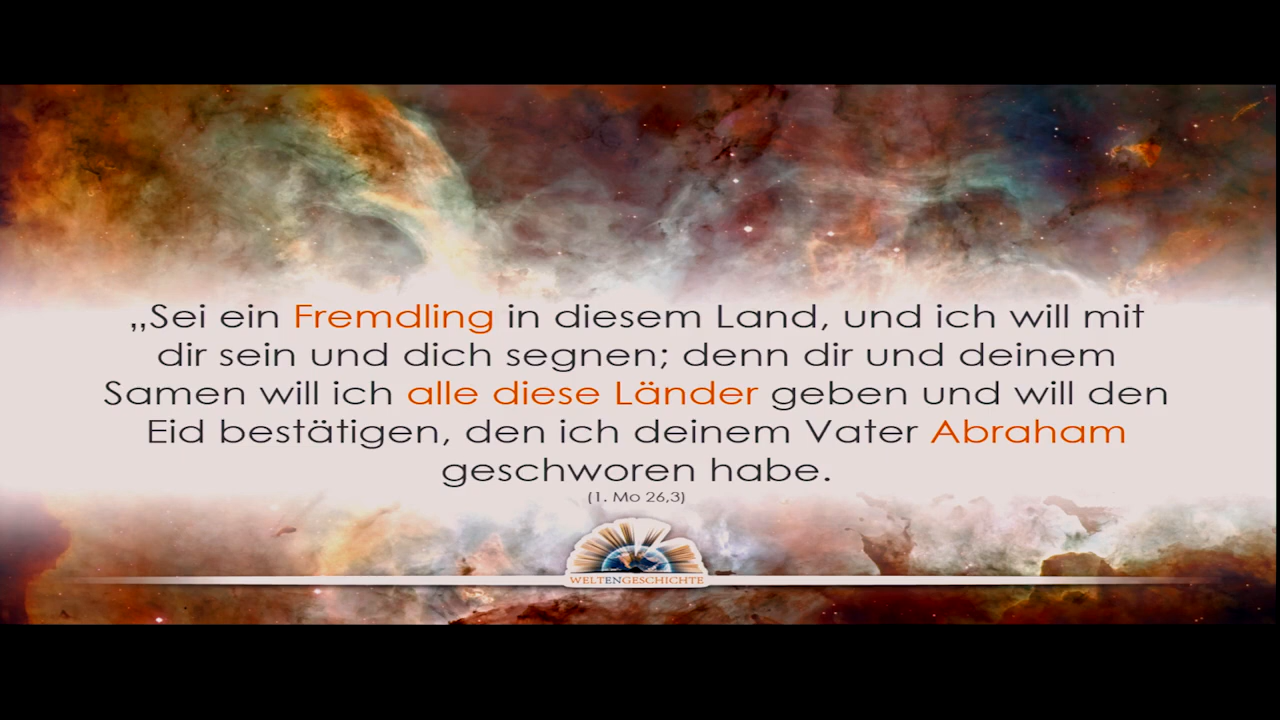 „Sei ein Fremdling in diesem Land, und ich will mit
dir sein und dich segnen; denn dir und deinem
Samen will ich alle diese Länder geben und will den
Eid bestätigen, den ich deinem Vater Abraham
geschworen habe.
(1. Mo 26,3)
WELTENGESCHICHTE